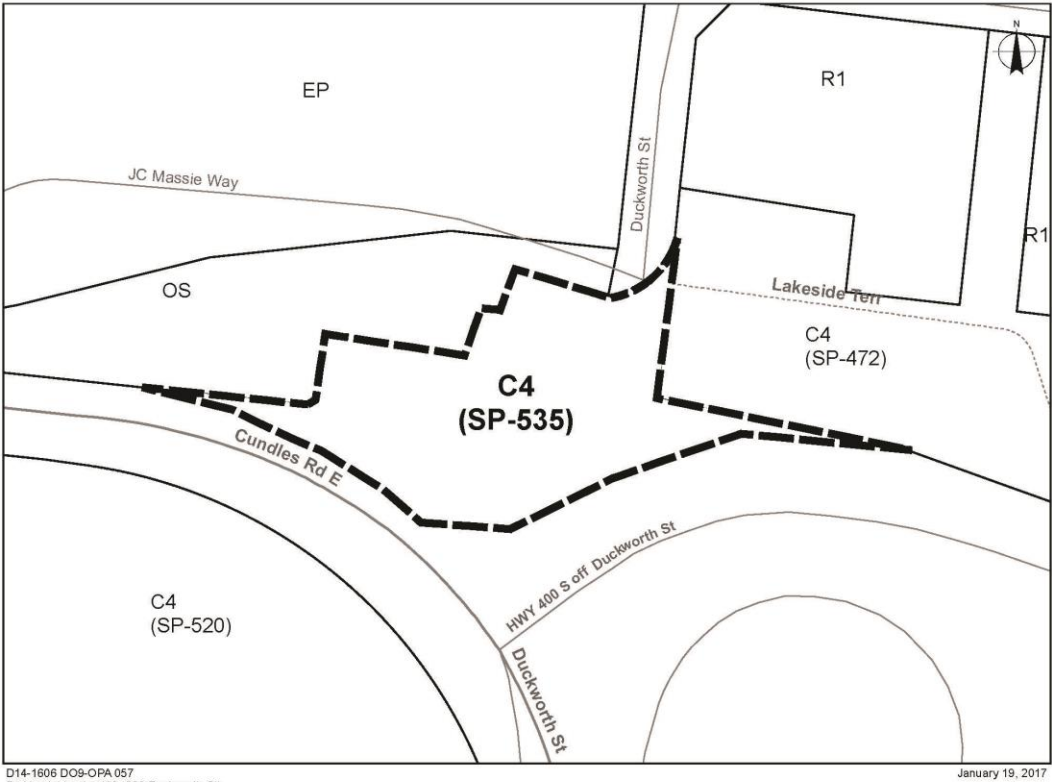 N
EP
R1
JC Massie Way
Duckworth St
R1
OS
Lakeside Terr
C4
(SP-472)
C4
(SP-535)
Cundles Rd E
HWY 400 S off Duckworth St
C4
(SP-520)
Duckworth St
D14-1606 DO9-OPA 057
January 19, 2017